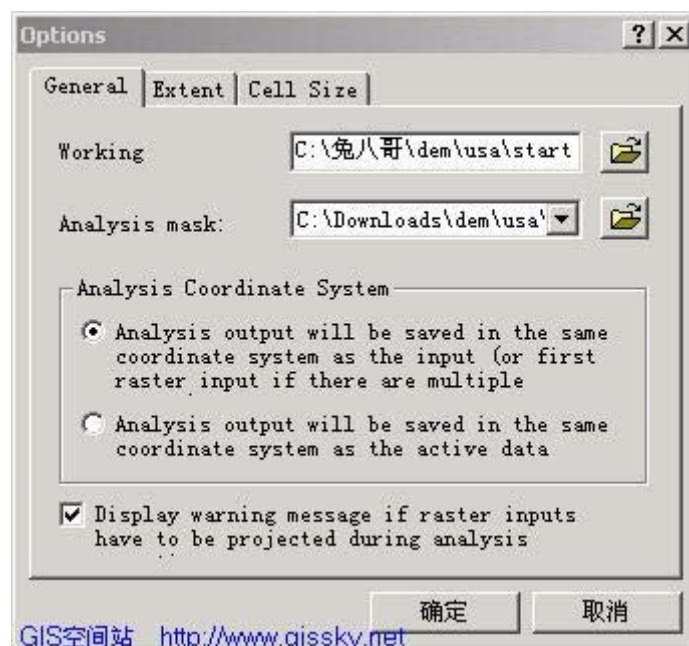 Options
General Extent Cell Size
Working C:\兔八哥\dem\usa\start
Analysis mask: C:\Downloads\dem\usa\
Analysis Coordinate System
Analysis output will be saved in the same
coordinate system as the input (or first
raster input if there are multiple
Analysis output will be saved in the same
coordinate system as the active data
Display warning message if raster inputs
have to be projected during analysis
确定 取消
GIS空间站 http://www.gissky.net